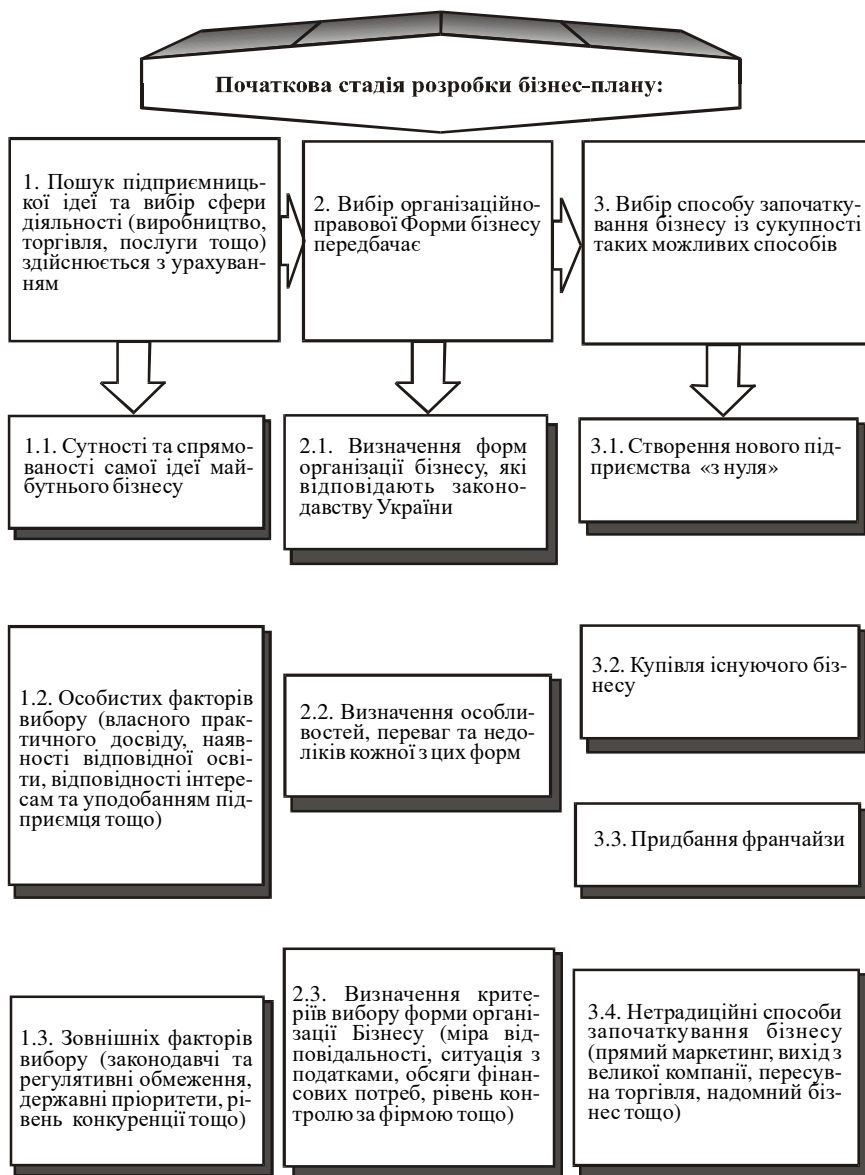 Початкова стадія розробки бізнес-плану:
1. Пошук підприємниць-
кої ідеї та вибір сфери
діяльності (виробництво,
торгівля, послуги тощо)
здійснюється з урахуван-
ням
2. Вибір організаційно-
правової Форми бізнесу
передбачає
3. Вибір способу започатку-
вання бізнесу із сукупності
таких можливих способів
1.1. Сутності та спрямо-
ваності самої ідеї май-
бутнього бізнесу
2.1. Визначення форм
організації бізнесу, які
відповідають законо-
давству України
3.1. Створення нового під-
приємства «з нуля»
1.2. Особистих факторів
вибору (власного прак-
тичного досвіду, наяв-
ності відповідної осві-
ти, відповідності інтере-
сам та уподобанням під-
приємця тощо)
2.2. Визначення особли-
востей, переваг та недо-
ліків кожної з цих форм
3.2. Купівля існуючого біз-
несу
3.3. Придбання франчайзи
1.3. Зовнішніх факторів
вибору (законодавчі та
регулятивні обмеження,
державні пріоритети, рі-
вень конкуренції тощо)
2.3. Визначення крите-
ріїв вибору форми органі
зації Бізнесу (міра від-
повідальності, ситуація з
податками, обсяги фінан-
сових потреб, рівень кон-
тролю за фірмою тощо)
3.4. Нетрадиційні способи
започаткування бізнесу
(прямий маркетинг, вихід з
великої компанії, пересув-
на торгівля, надомний біз-
нес тощо)